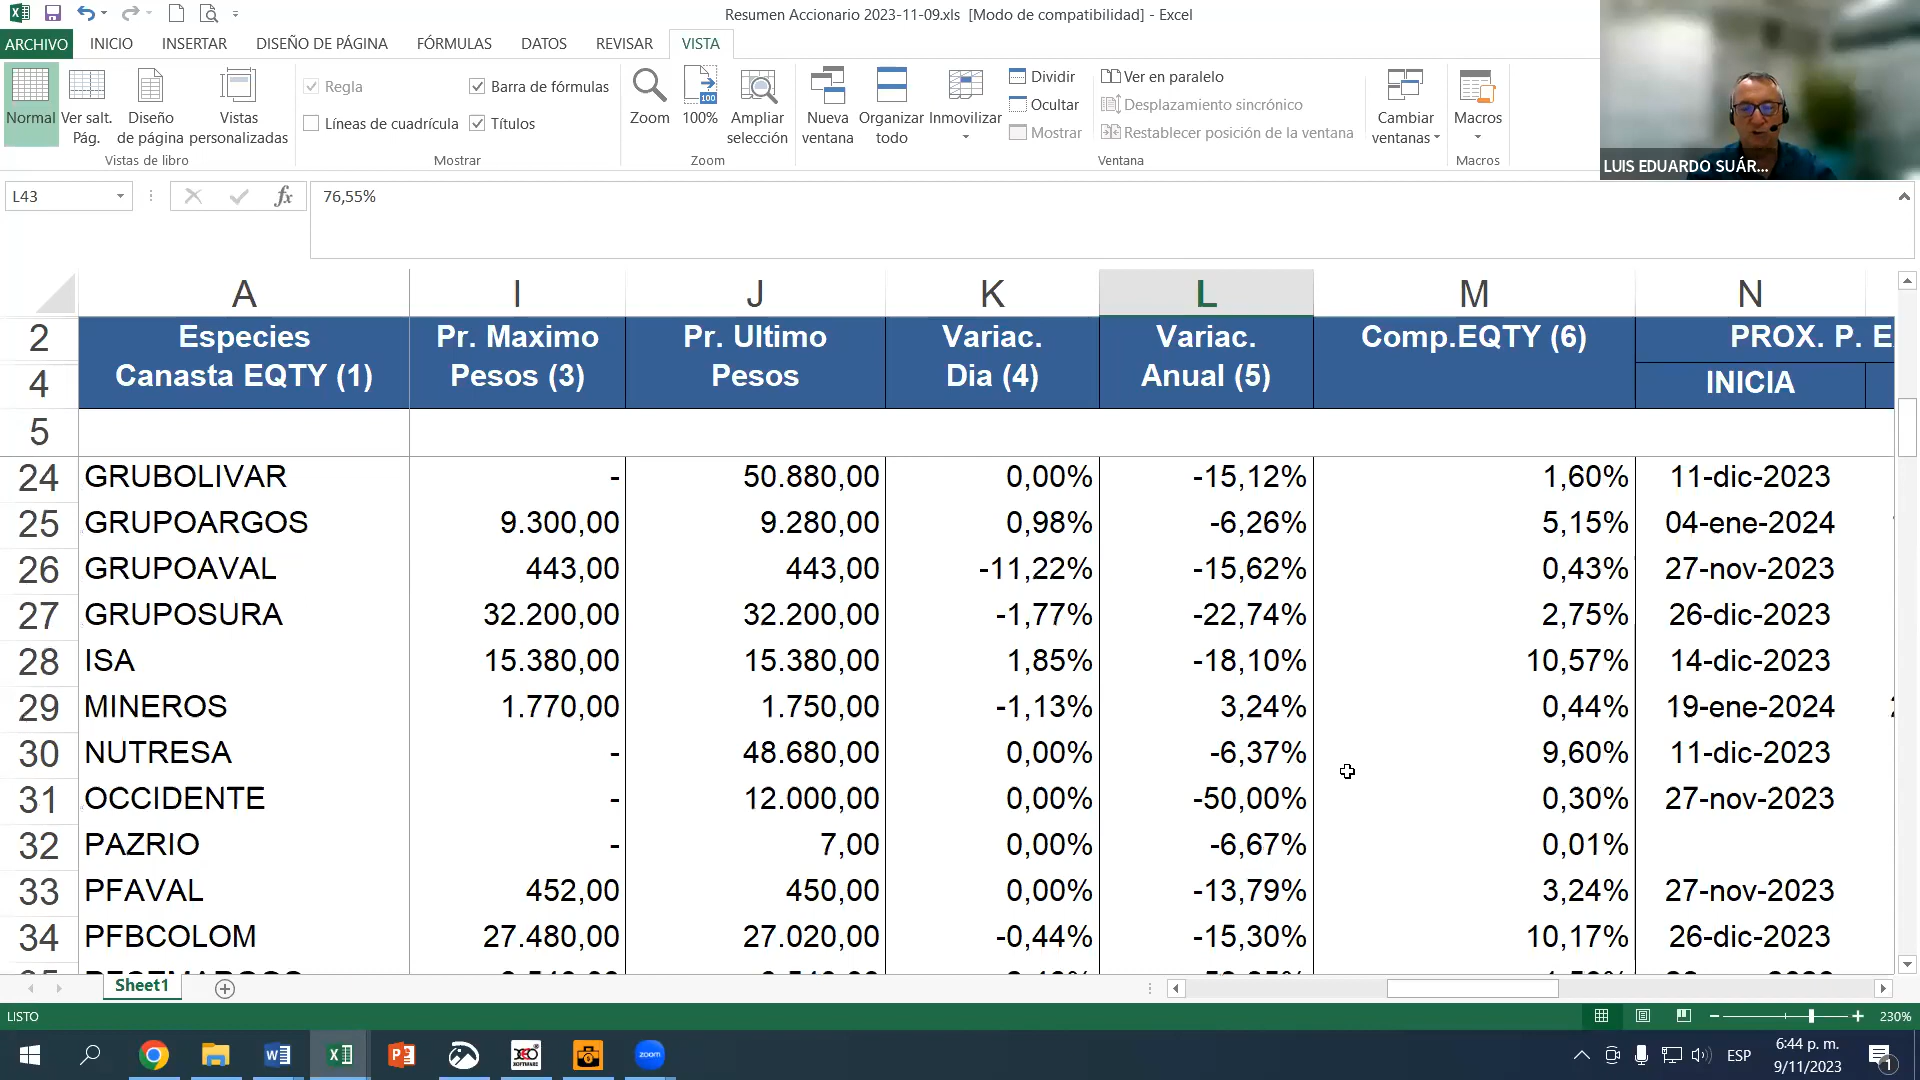 Resumen Accionario 2023-11-09.xls [Modo de compatibilidad] - Excel
ARCHIVO INICIO INSERTAR DISEÑO DE PÁGINA FÓRMULAS DATOS REVISAR VISTA
Normal
Ver salt. Pág.
Diseño de página
Vistas personalizadas
Vistas de libro
Regla
Barra de fórmulas
Líneas de cuadrícula
Títulos
Mostrar
Zoom
100
100%
Ampliar selección
Zoom
Nueva ventana
Organizar todo
Inmovilizar
Dividir
Ocultar
Mostrar
Ver en paralelo
Desplazamiento sincrónico
Restablecer posición de la ventana
Cambiar ventanas
Ventana
Macros
Macros
LUIS EDUARDO SUÁR...
L43 fx 76,55%
A I J K L M N
2 Especies Pr. Maximo Pr. Ultimo Variac. Variac. Comp.EQTY (6) PROX. P. E
4 Canasta EQTY (1) Pesos (3) Pesos Dia (4) Anual (5) INICIA
5
24 GRUBOLIVAR - 50.880,00 0,00% -15,12% 1,60% 11-dic-2023
25 GRUPOARGOS 9.300,00 9.280,00 0,98% -6,26% 5,15% 04-ene-2024
26 GRUPOAVAL 443,00 443,00 -11,22% -15,62% 0,43% 27-nov-2023
27 GRUPOSURA 32.200,00 32.200,00 -1,77% -22,74% 2,75% 26-dic-2023
28 ISA 15.380,00 15.380,00 1,85% -18,10% 10,57% 14-dic-2023
29 MINEROS 1.770,00 1.750,00 -1,13% 3,24% 0,44% 19-ene-2024
30 NUTRESA - 48.680,00 0,00% -6,37% 9,60% 11-dic-2023
31 OCCIDENTE - 12.000,00 0,00% -50,00% 0,30% 27-nov-2023
32 PAZRIO - 7,00 0,00% -6,67% 0,01%
33 PFAVAL 452,00 450,00 0,00% -13,79% 3,24% 27-nov-2023
34 PFBCOLOM 27.480,00 27.020,00 -0,44% -15,30% 10,17% 26-dic-2023
Sheet1
LISTO 230%
zoom
ESP
6:44 p. m.
9/11/2023
1